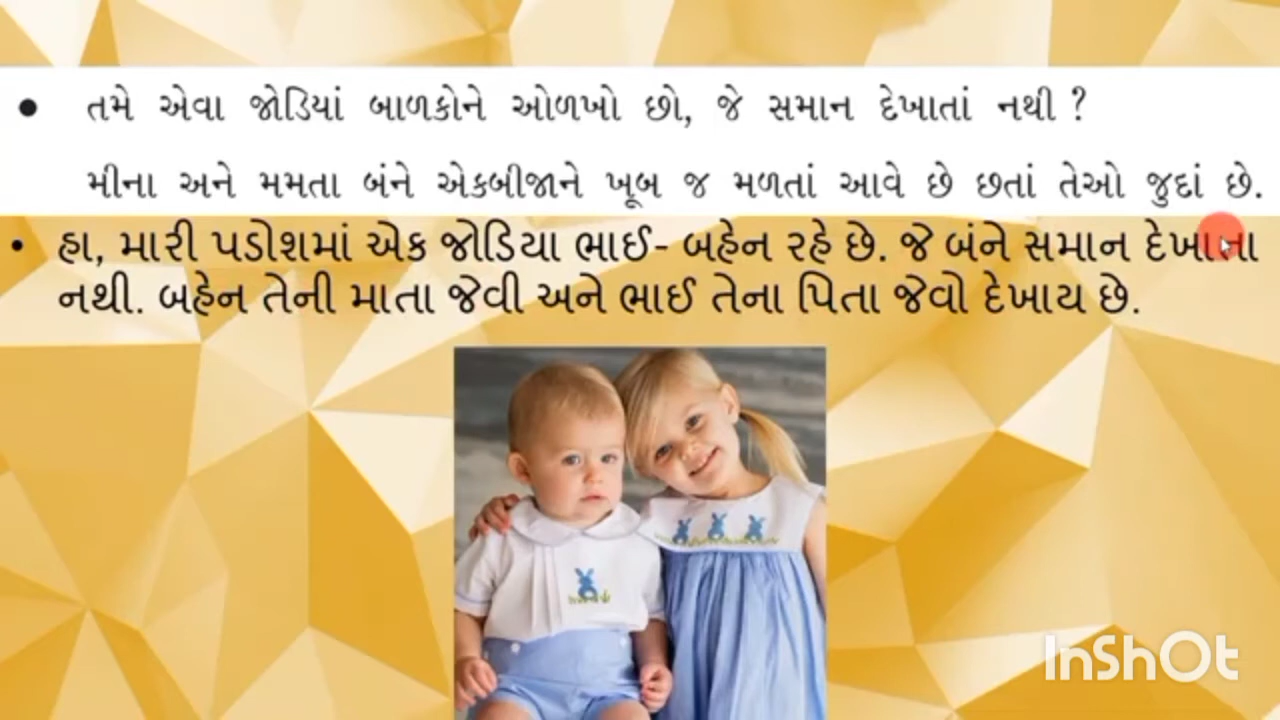 • તમે એવા જોડિયાં બાળકોને ઓળખો છો, જે સમાન દેખાતાં નથી ?
મીના અને મમતા બંને એકબીજાને ખૂબ જ મળતાં આવે છે છતાં તેઓ જુદાં છે.
• હા, મારી પડોશમાં એક જોડિયા ભાઈ- બહેન રહે છે. જે બંને સમાન દેખાતા
નથી. બહેન તેની માતા જેવી અને ભાઈ તેના પિતા જેવો દેખાય છે.
InShOt